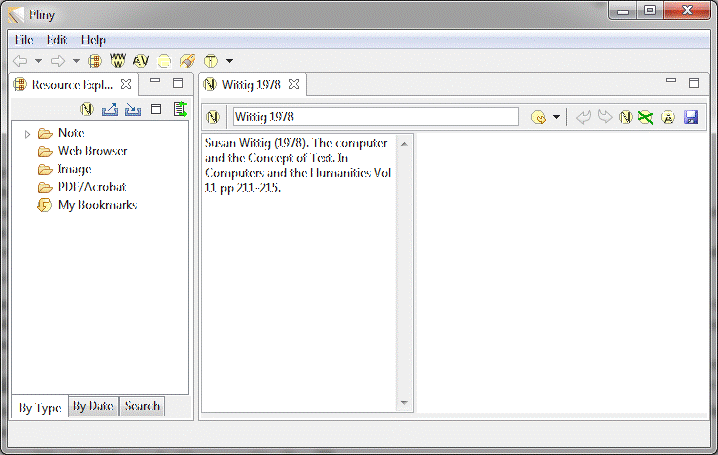 Pliny
File Edit Help
WW W AV T
Resource Expl...
Wittig 1978
N
N Wittig 1978 N A
Note
Web Browser
Image
PDF/Acrobat
My Bookmarks
Susan Wittig (1978). The computer
and the Concept of Text. In
Computers and the Humanities Vol
11 pp 211-215.
By Type By Date Search